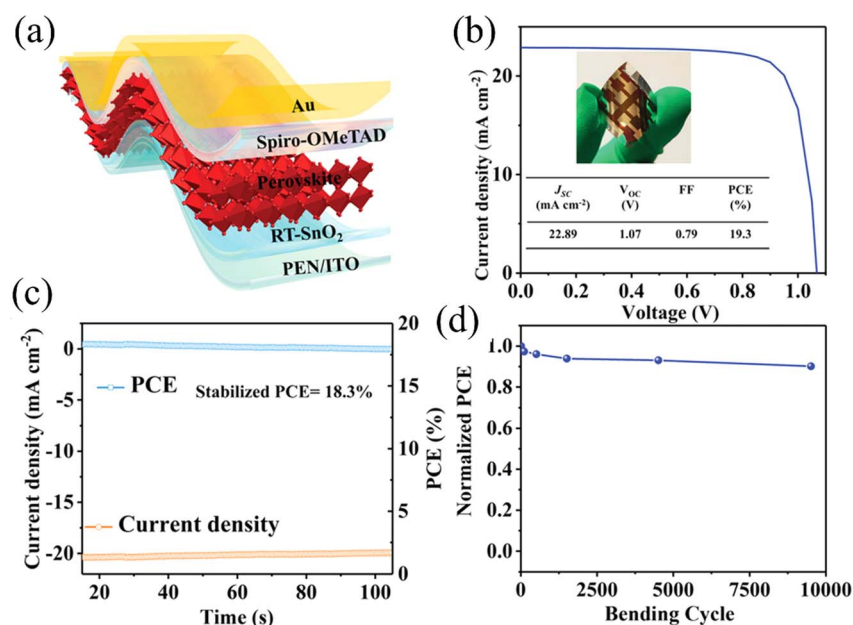 (a)
Au
Spiro-OMeTAD
Perovskite
RT-SnO₂
PEN/ITO
(b)
Current density (mA cm⁻²)
20
10
0
J_SC (mA cm⁻²) V_OC (V) FF PCE (%)
22.89 1.07 0.79 19.3
0.0 0.2 0.4 0.6 0.8 1.0
Voltage (V)
(c)
Current density (mA cm⁻²)
0
-5
-10
-15
-20
PCE Stabilized PCE= 18.3%
Current density
20 40 60 80 100
Time (s)
20
18
15
10
5
0
PCE (%)
(d)
Normalized PCE
1.0
0.8
0.6
0.4
0.2
0.0
0 2500 5000 7500 10000
Bending Cycle